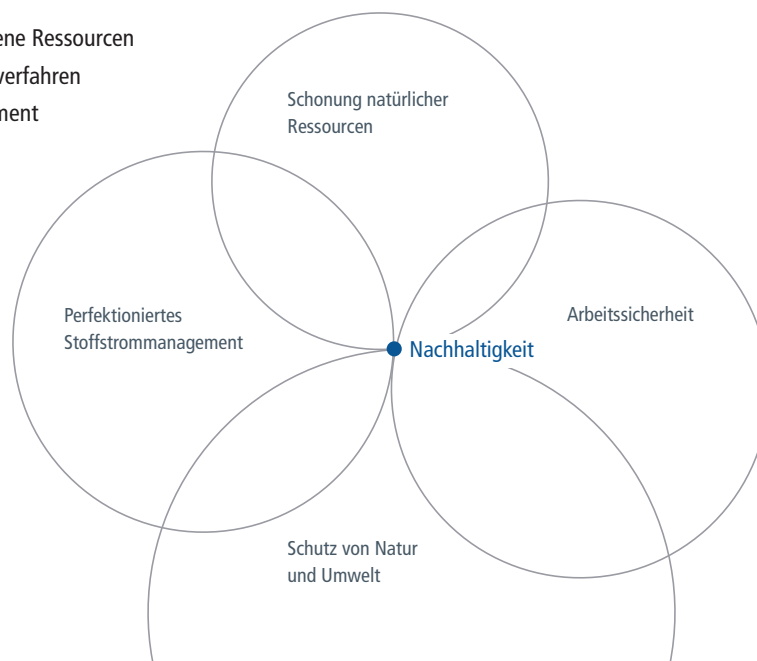 ene Ressourcen
verfahren
ment
Schonung natürlicher
Ressourcen
Perfektioniertes
Stoffstrommanagement
Arbeitssicherheit
Nachhaltigkeit
Schutz von Natur
und Umwelt